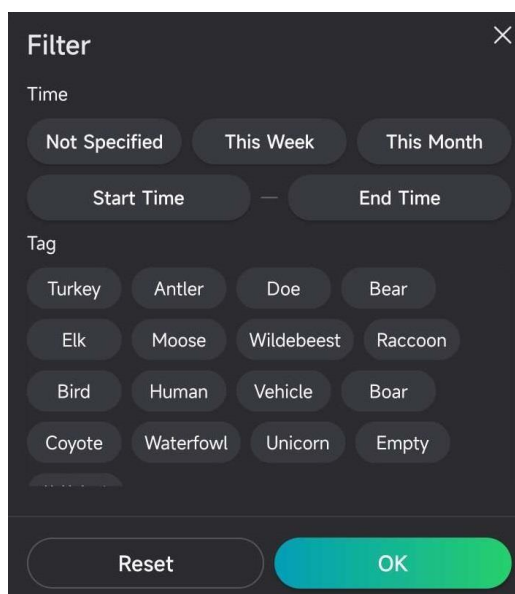 Filter
Time
Not Specified This Week This Month
Start Time — End Time
Tag
Turkey Antler Doe Bear
Elk Moose Wildebeest Raccoon
Bird Human Vehicle Boar
Coyote Waterfowl Unicorn Empty
Reset OK